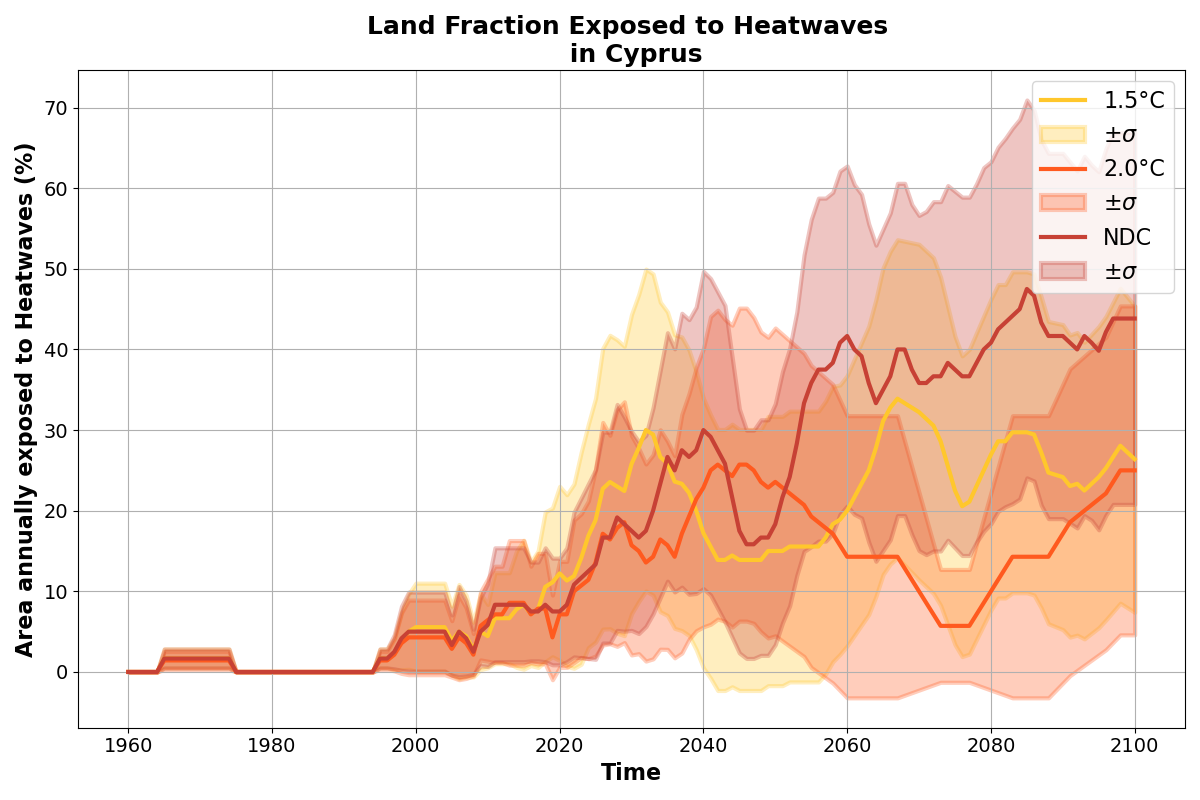 Land Fraction Exposed to Heatwaves
in Cyprus
Area annually exposed to Heatwaves (%)
70
60
50
40
30
20
10
0
1.5°C
±σ
2.0°C
±σ
NDC
±σ
1960 1980 2000 2020 2040 2060 2080 2100
Time